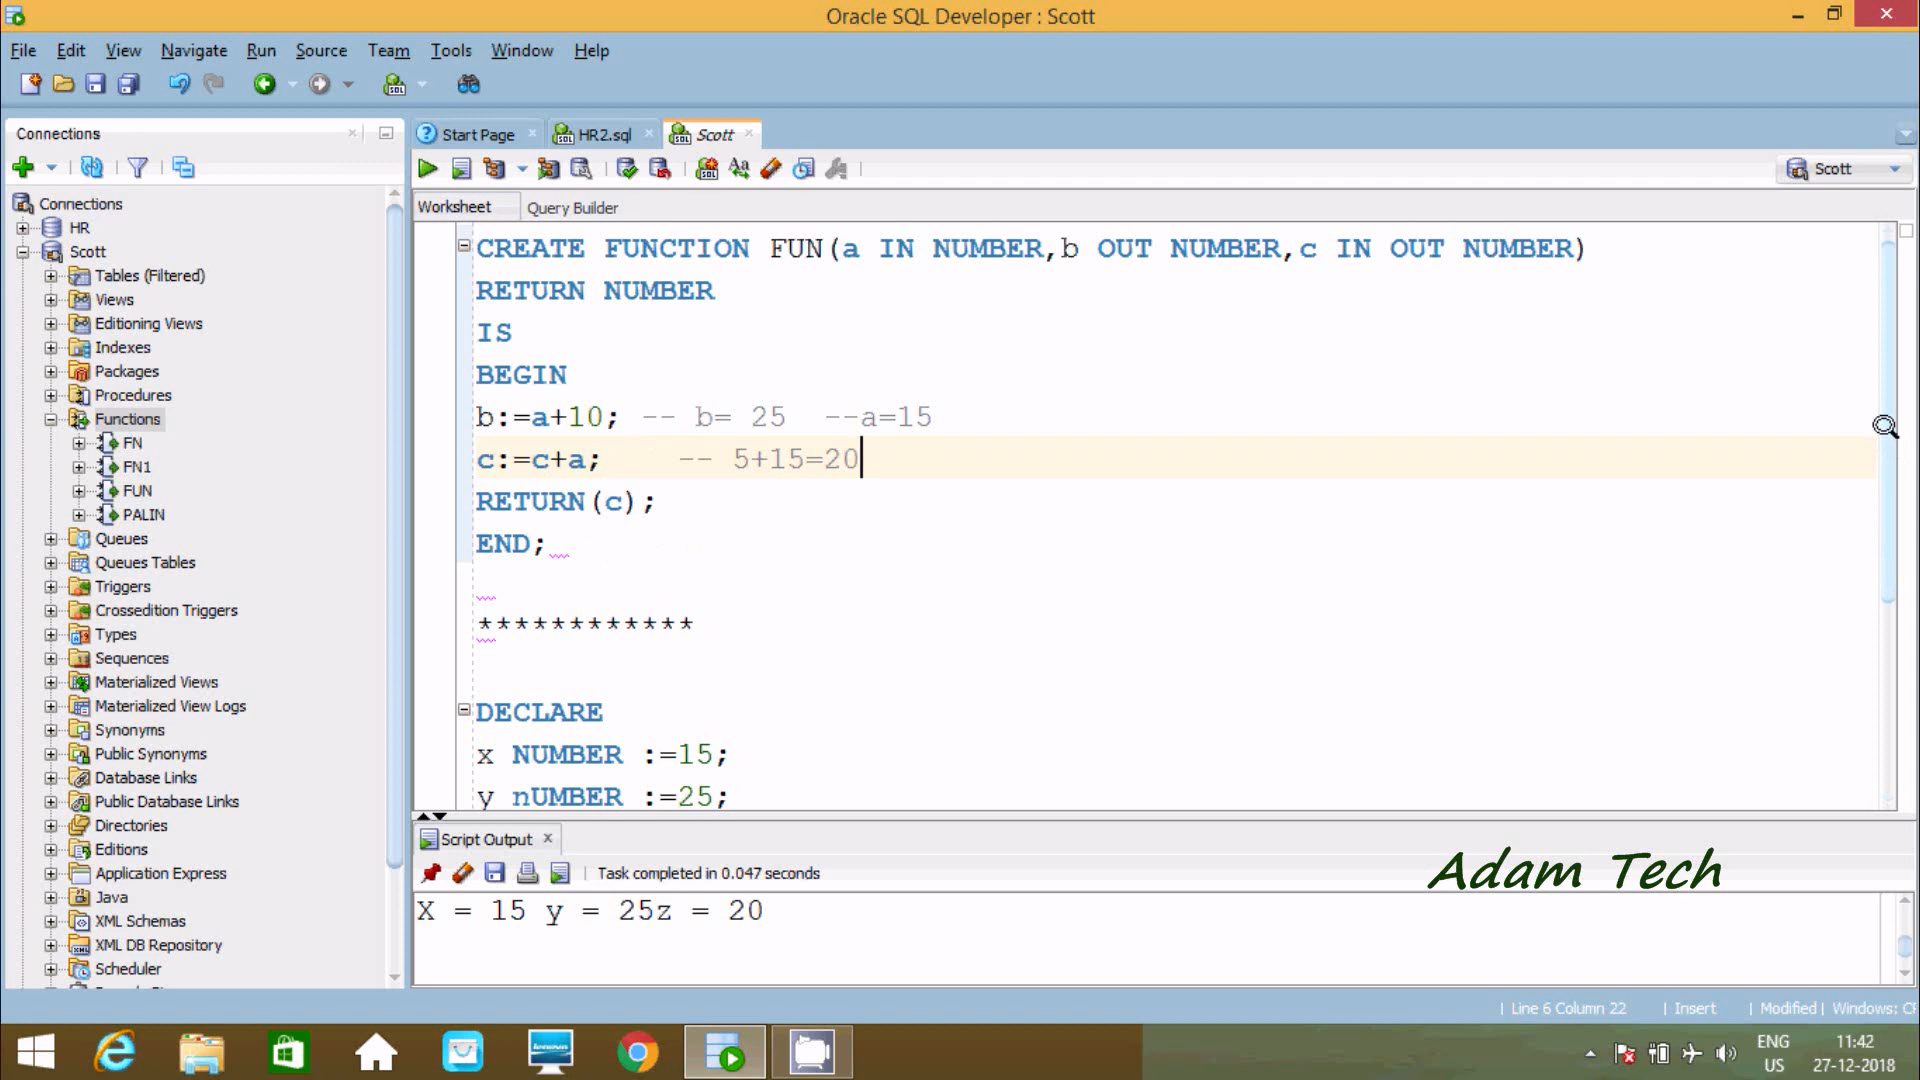 Oracle SQL Developer : Scott
File Edit View Navigate Run Source Team Tools Window Help
Connections
Start Page HR2.sql Scott
Scott
Worksheet Query Builder
Connections
HR
Scott
Tables (Filtered)
Views
Editioning Views
Indexes
Packages
Procedures
Functions
FN
FN1
FUN
PALIN
Queues
Queues Tables
Triggers
Crossedition Triggers
Types
Sequences
Materialized Views
Materialized View Logs
Synonyms
Public Synonyms
Database Links
Public Database Links
Directories
Editions
Application Express
Java
XML Schemas
XML DB Repository
Scheduler
CREATE FUNCTION FUN(a IN NUMBER,b OUT NUMBER,c IN OUT NUMBER)
RETURN NUMBER
IS
BEGIN
b:=a+10; -- b= 25 --a=15
c:=c+a; -- 5+15=20
RETURN(c);
END;
************
DECLARE
x NUMBER :=15;
y nUMBER :=25;
Script Output
Task completed in 0.047 seconds
X = 15 y = 25z = 20
Adam Tech
Line 6 Column 22 Insert Modified Windows:
ENG
US
11:42
27-12-2018